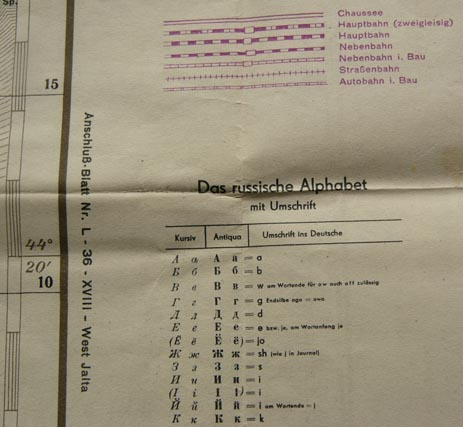 Sp.
Chaussee
Hauptbahn (zweigleisig)
Hauptbahn
Nebenbahn
Nebenbahn i. Bau
Straßenbahn
Autobahn i. Bau
15
Anschluß-Blatt Nr. L - 36 - XVIII - West Jalta
44°
20'
10
Das russische Alphabet
mit Umschrift
Kursiv Antiqua Umschrift ins Deutsche
А а А а = a
Б б Б б = b
В в В в = w am Wortende für ow auch off zulässig
Г г Г г = g Endsilbe ogo = owo
Д д Д д = d
Е е Е е = e bzw. je, am Wortanfang je
(Ё ё Ё ё) = jo
Ж ж Ж ж = sh (wie j in Journal)
З з З з = s
И и И и = i
(I i I i) = i
Й й Й й = i am Wortende = j
К к К к = k